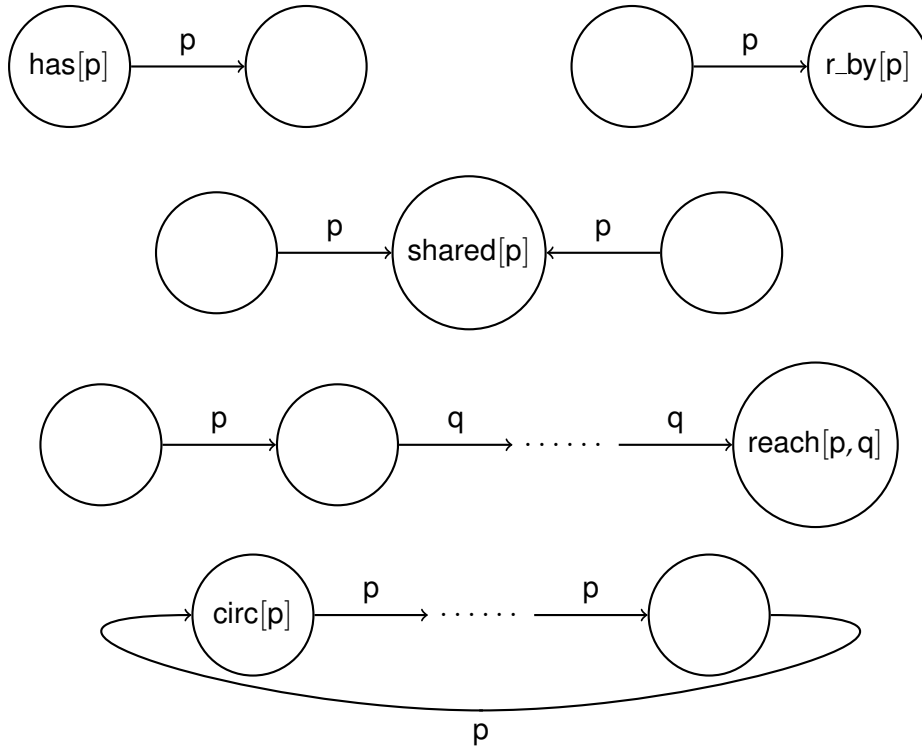 has[p] p p r_by[p]
p shared[p] p
p q ...... q reach[p, q]
circ[p] p ...... p
p